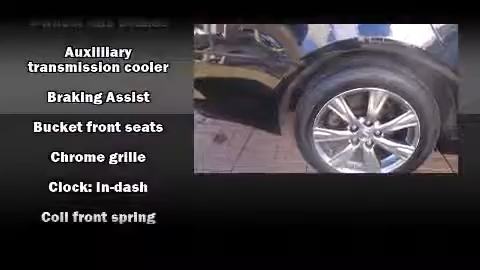 Auxilliary
transmission cooler
Braking Assist
Bucket front seats
Chrome grille
Clock: In-dash
Coil front spring